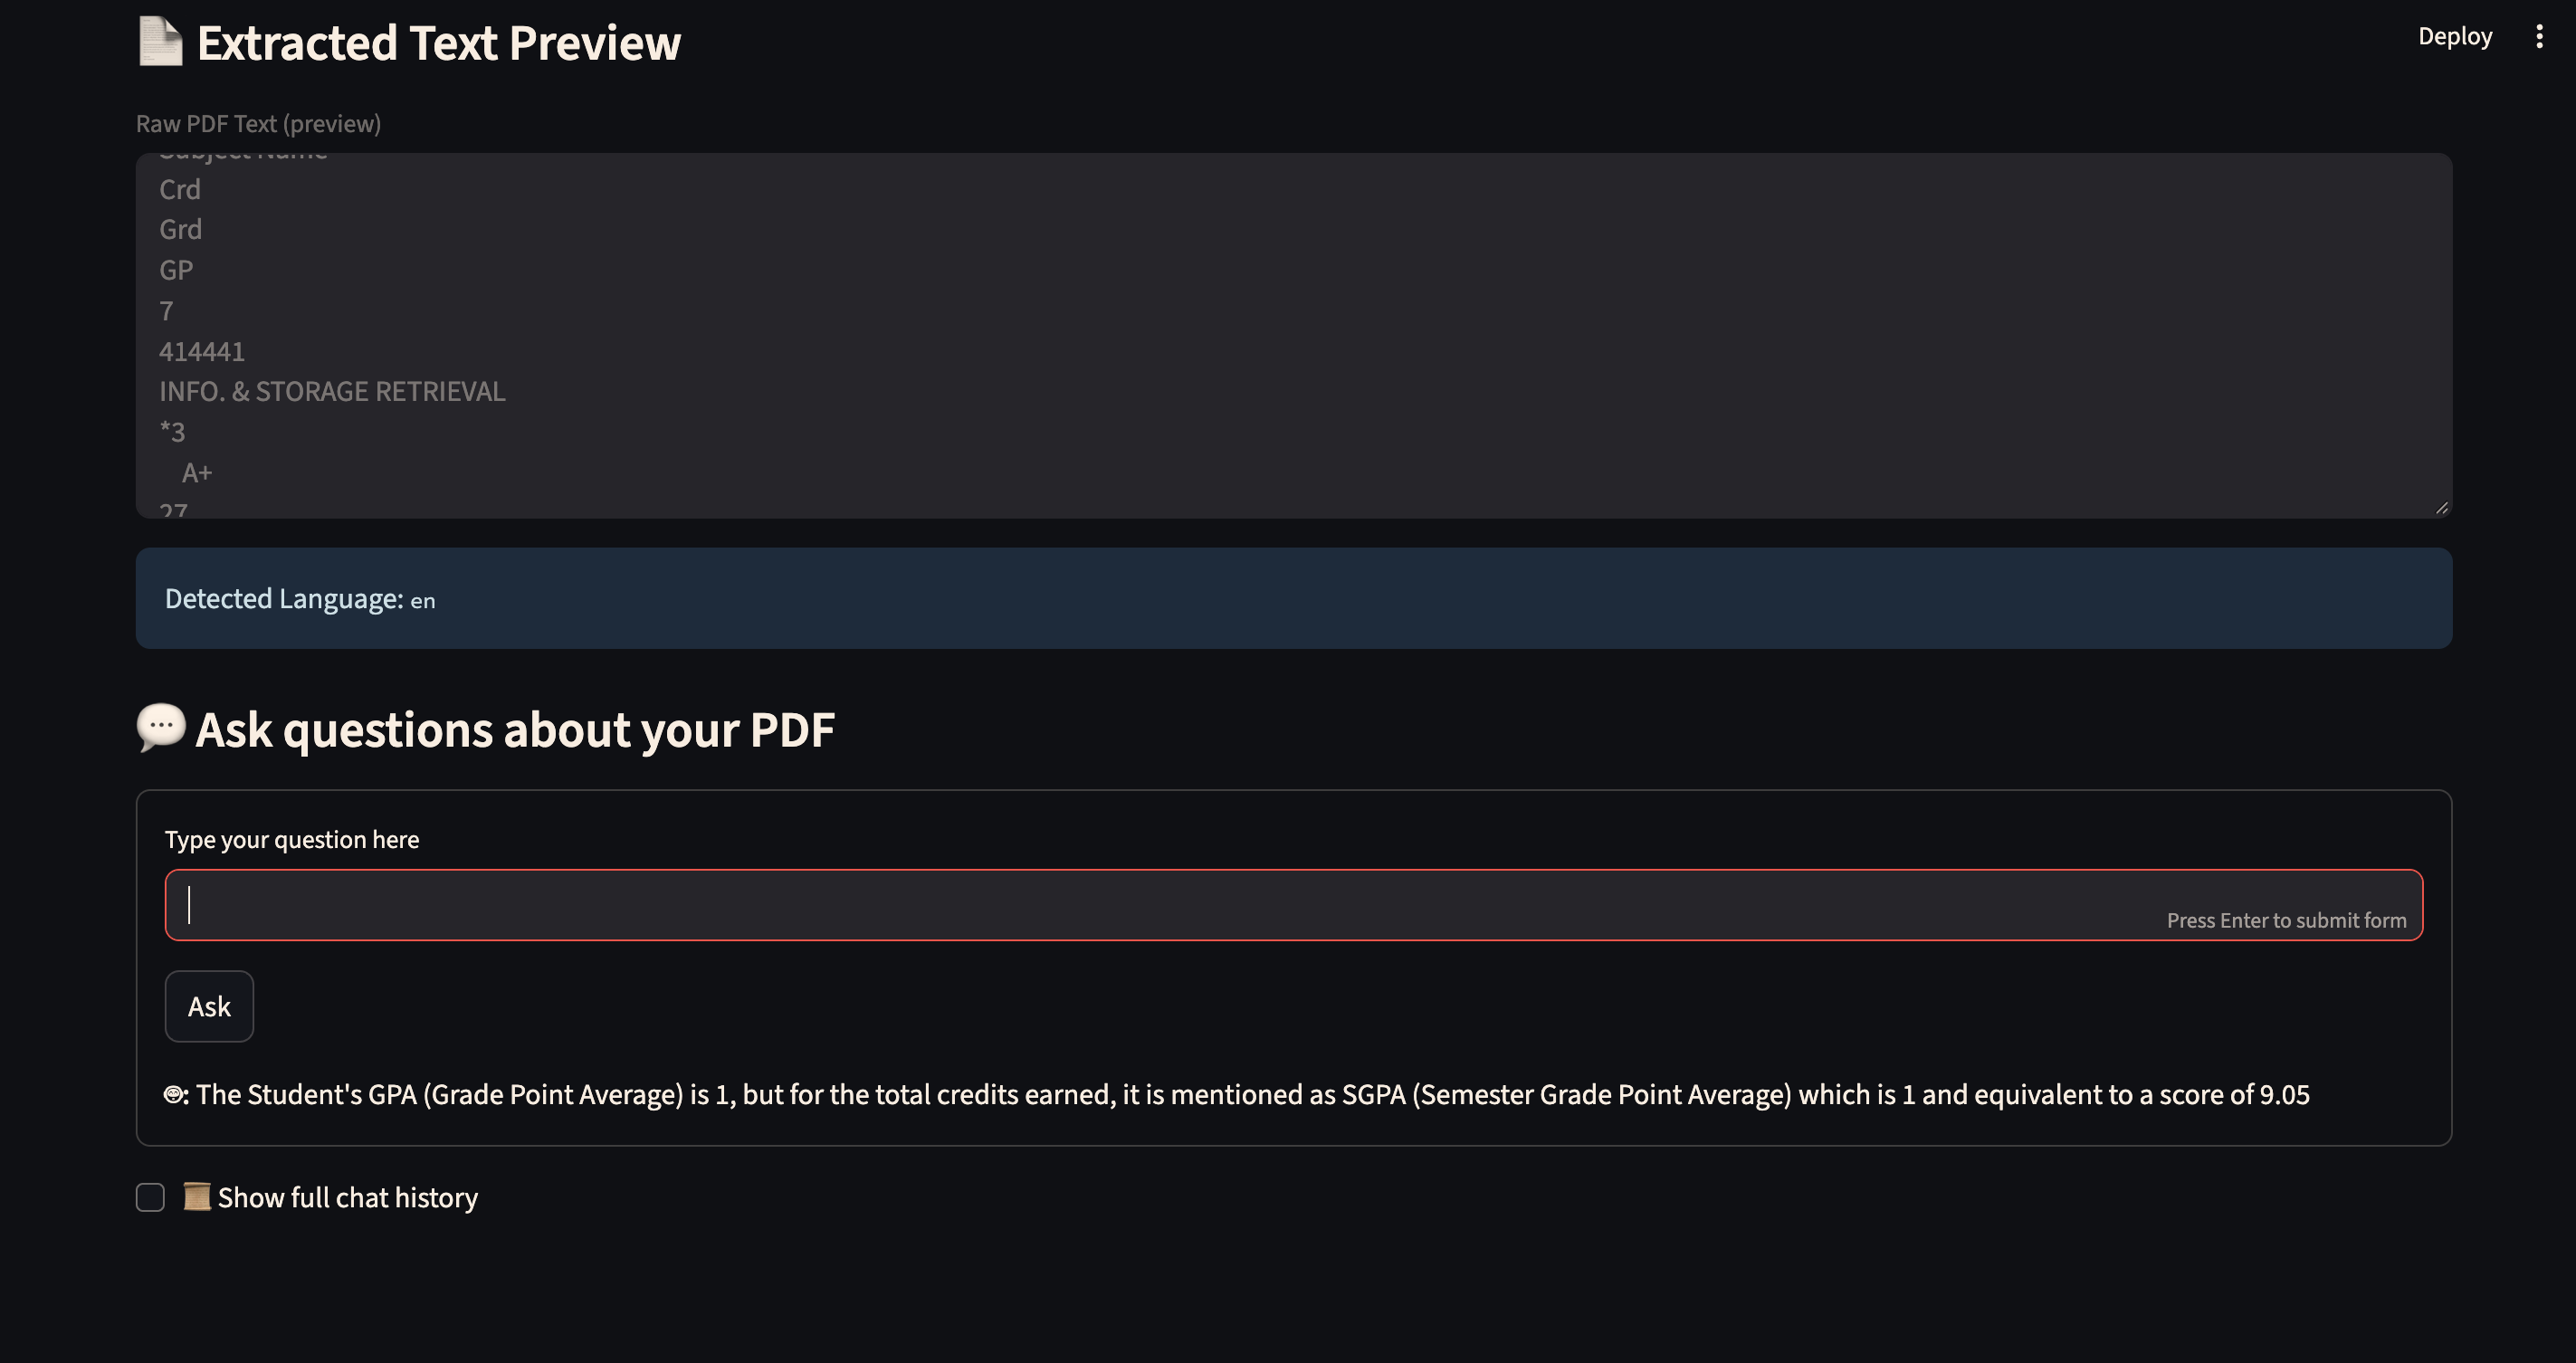 Extracted Text Preview
Deploy
Raw PDF Text (preview)
Subject Name
Crd
Grd
GP
7
414441
INFO. & STORAGE RETRIEVAL
*3
A+
27
Detected Language: en
Ask questions about your PDF
Type your question here
Press Enter to submit form
Ask
: The Student's GPA (Grade Point Average) is 1, but for the total credits earned, it is mentioned as SGPA (Semester Grade Point Average) which is 1 and equivalent to a score of 9.05
Show full chat history